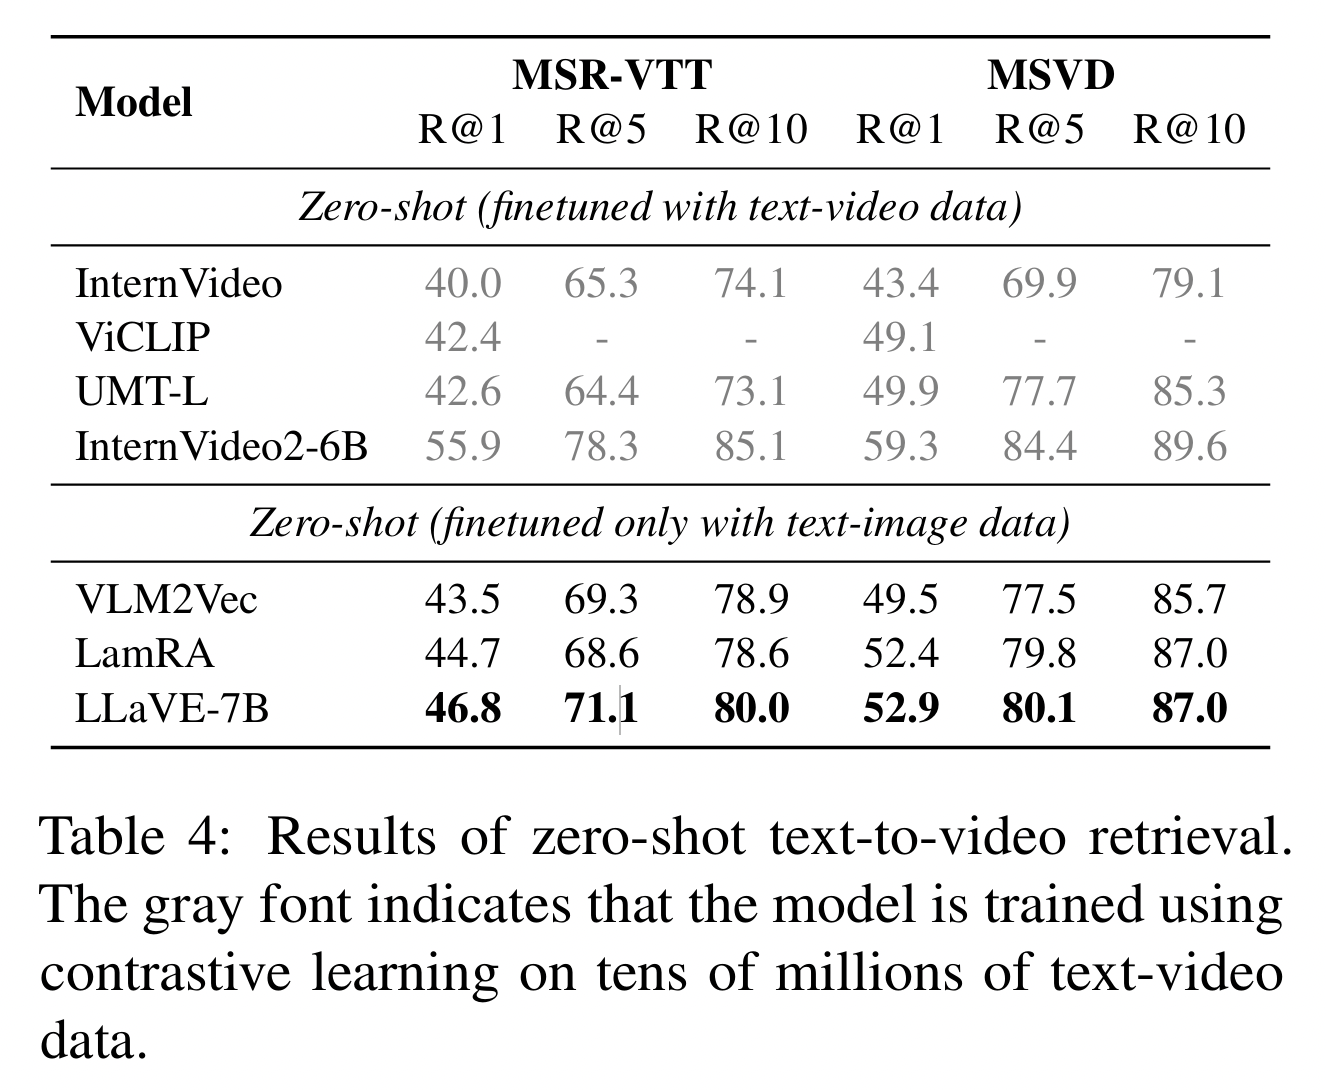 MSR-VTT MSVD
Model
R@1 R@5 R@10 R@1 R@5 R@10
Zero-shot (finetuned with text-video data)
InternVideo 40.0 65.3 74.1 43.4 69.9 79.1
ViCLIP 42.4 - - 49.1 - -
UMT-L 42.6 64.4 73.1 49.9 77.7 85.3
InternVideo2-6B 55.9 78.3 85.1 59.3 84.4 89.6
Zero-shot (finetuned only with text-image data)
VLM2Vec 43.5 69.3 78.9 49.5 77.5 85.7
LamRA 44.7 68.6 78.6 52.4 79.8 87.0
LLaVE-7B 46.8 71.1 80.0 52.9 80.1 87.0
Table 4: Results of zero-shot text-to-video retrieval.
The gray font indicates that the model is trained using
contrastive learning on tens of millions of text-video
data.